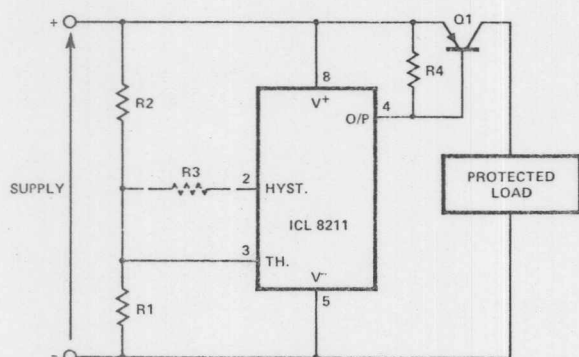 Q1
+
8
R4
V+
4
R2
O/P
R3
2
PROTECTED
LOAD
SUPPLY
HYST.
ICL 8211
3
TH.
V-
R1
5
-